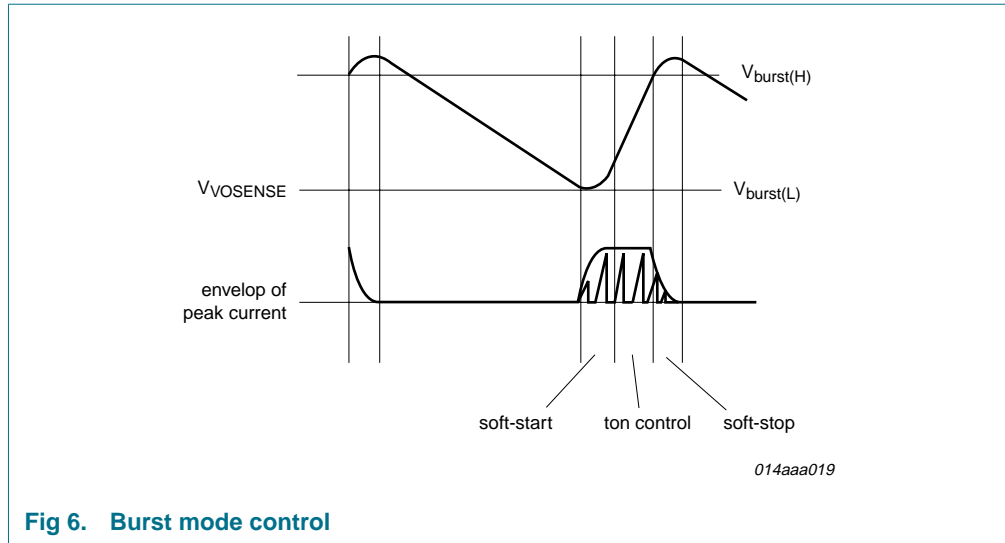 Vburst(H)
VVOSENSE
Vburst(L)
envelop of
peak current
soft-start ton control soft-stop
014aaa019
Fig 6. Burst mode control